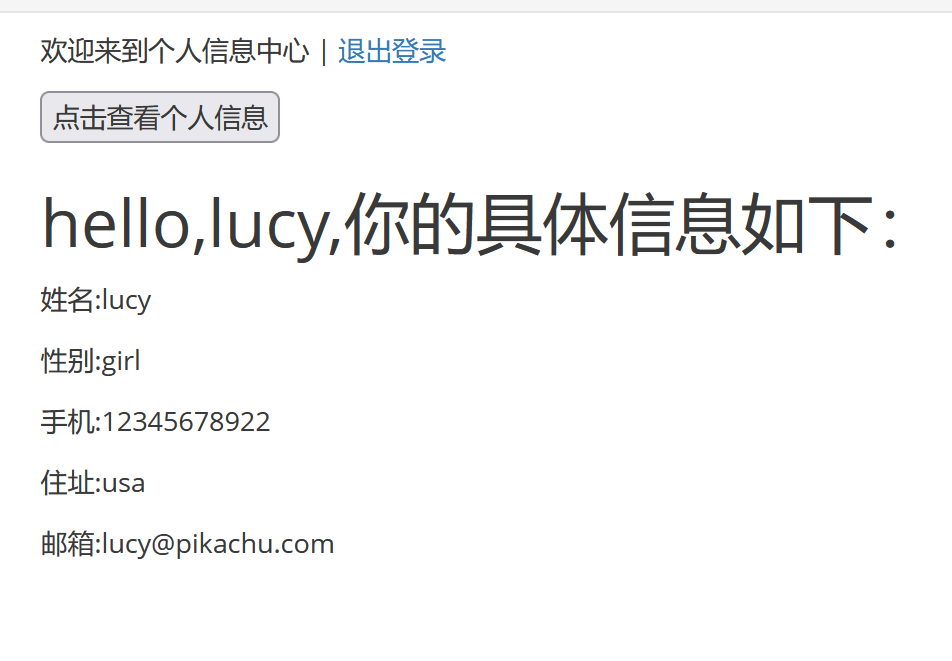 欢迎来到个人信息中心 | 退出登录
点击查看个人信息
hello,lucy,你的具体信息如下：
姓名:lucy
性别:girl
手机:12345678922
住址:usa
邮箱:lucy@pikachu.com